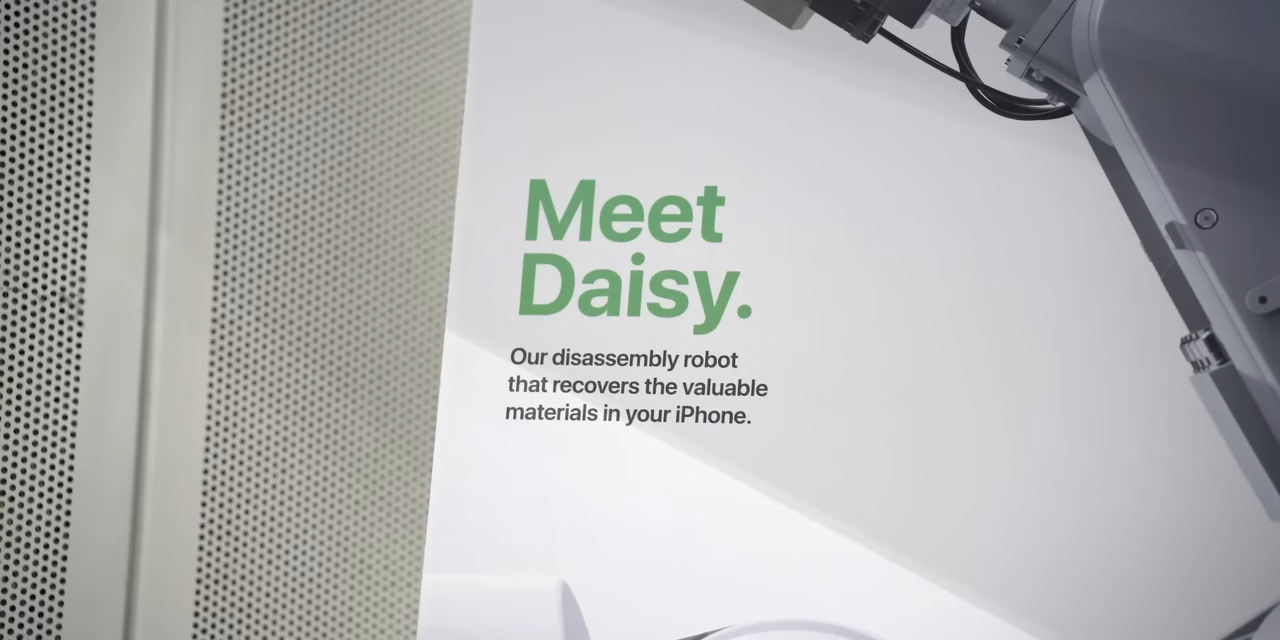 Meet
Daisy.
Our disassembly robot
that recovers the valuable
materials in your iPhone.